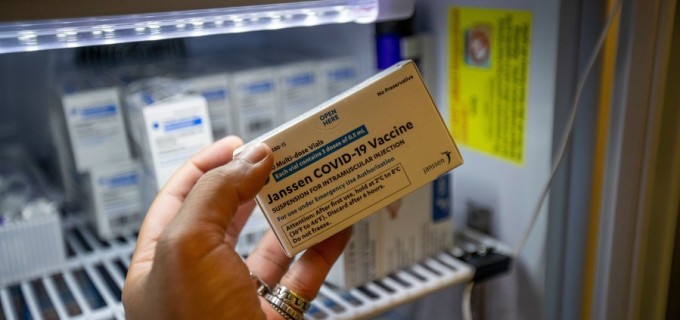 No Preservative
OPEN
HERE
Multi-dose Vials
Each vial contains 5 doses of 0.5 mL
Janssen COVID-19 Vaccine
SUSPENSION FOR INTRAMUSCULAR INJECTION
For use under Emergency Use Authorization
Attention: After first use, hold at 2°C to 8°C
(36°F to 46°F). Discard after 6 hours.
Do not freeze.
janssen